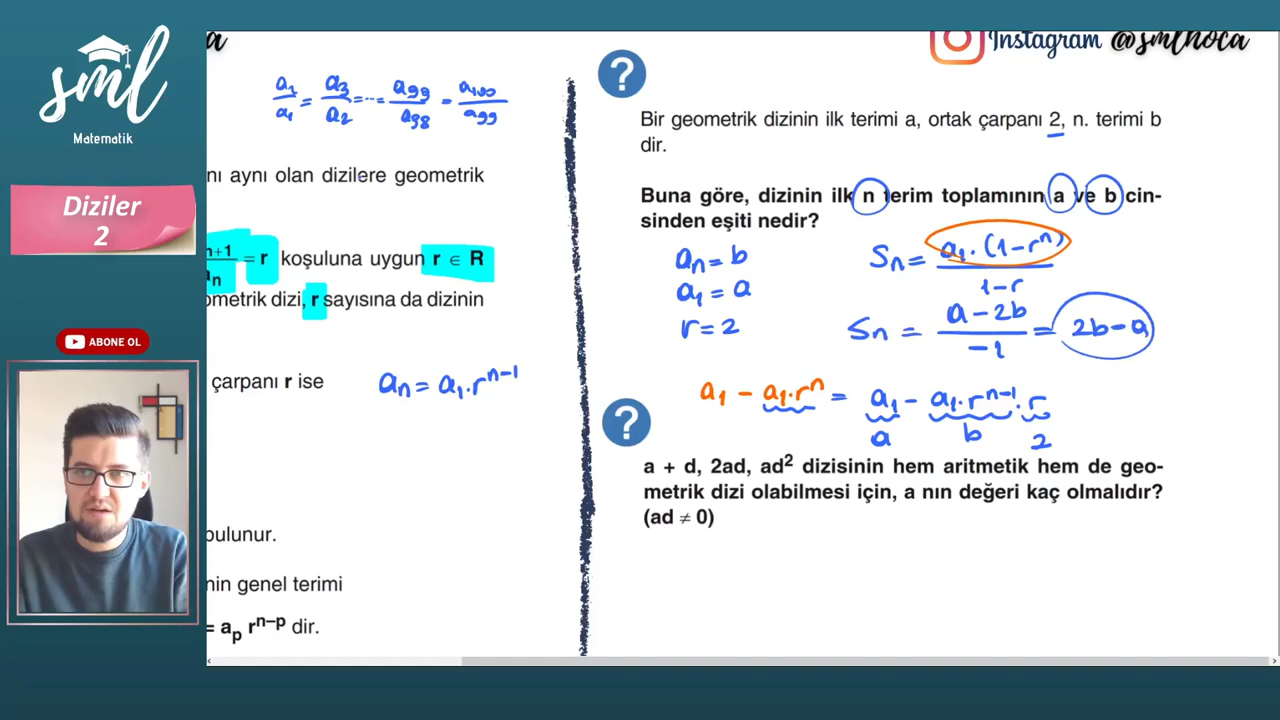 sml
Matematik
Diziler
2
ABONE OL
a
a₂/a₁ = a₃/a₂ = ... = a₉₉/a₉₈ = a₁₀₀/a₉₉
nı aynı olan dizilere geometrik
n+1/aₙ = r koşuluna uygun r ∈ R
ometrik dizi, r sayısına da dizinin
çarpanı r ise
aₙ = a₁.rⁿ⁻¹
bulunur.
nin genel terimi
= aₚ rⁿ⁻ᵖ dir.
Instagram @smlhoca
?
Bir geometrik dizinin ilk terimi a, ortak çarpanı 2, n. terimi b
dir.
Buna göre, dizinin ilk n terim toplamının a ve b cin-
sinden eşiti nedir?
aₙ = b
a₁ = a
r = 2
Sₙ = a₁.(1-rⁿ)/1-r
Sₙ = a-2b/-1 = 2b-a
a₁ - a₁.rⁿ = a₁ - a₁.rⁿ⁻¹.r
a b 2
?
a + d, 2ad, ad² dizisinin hem aritmetik hem de geo-
metrik dizi olabilmesi için, a nın değeri kaç olmalıdır?
(ad ≠ 0)